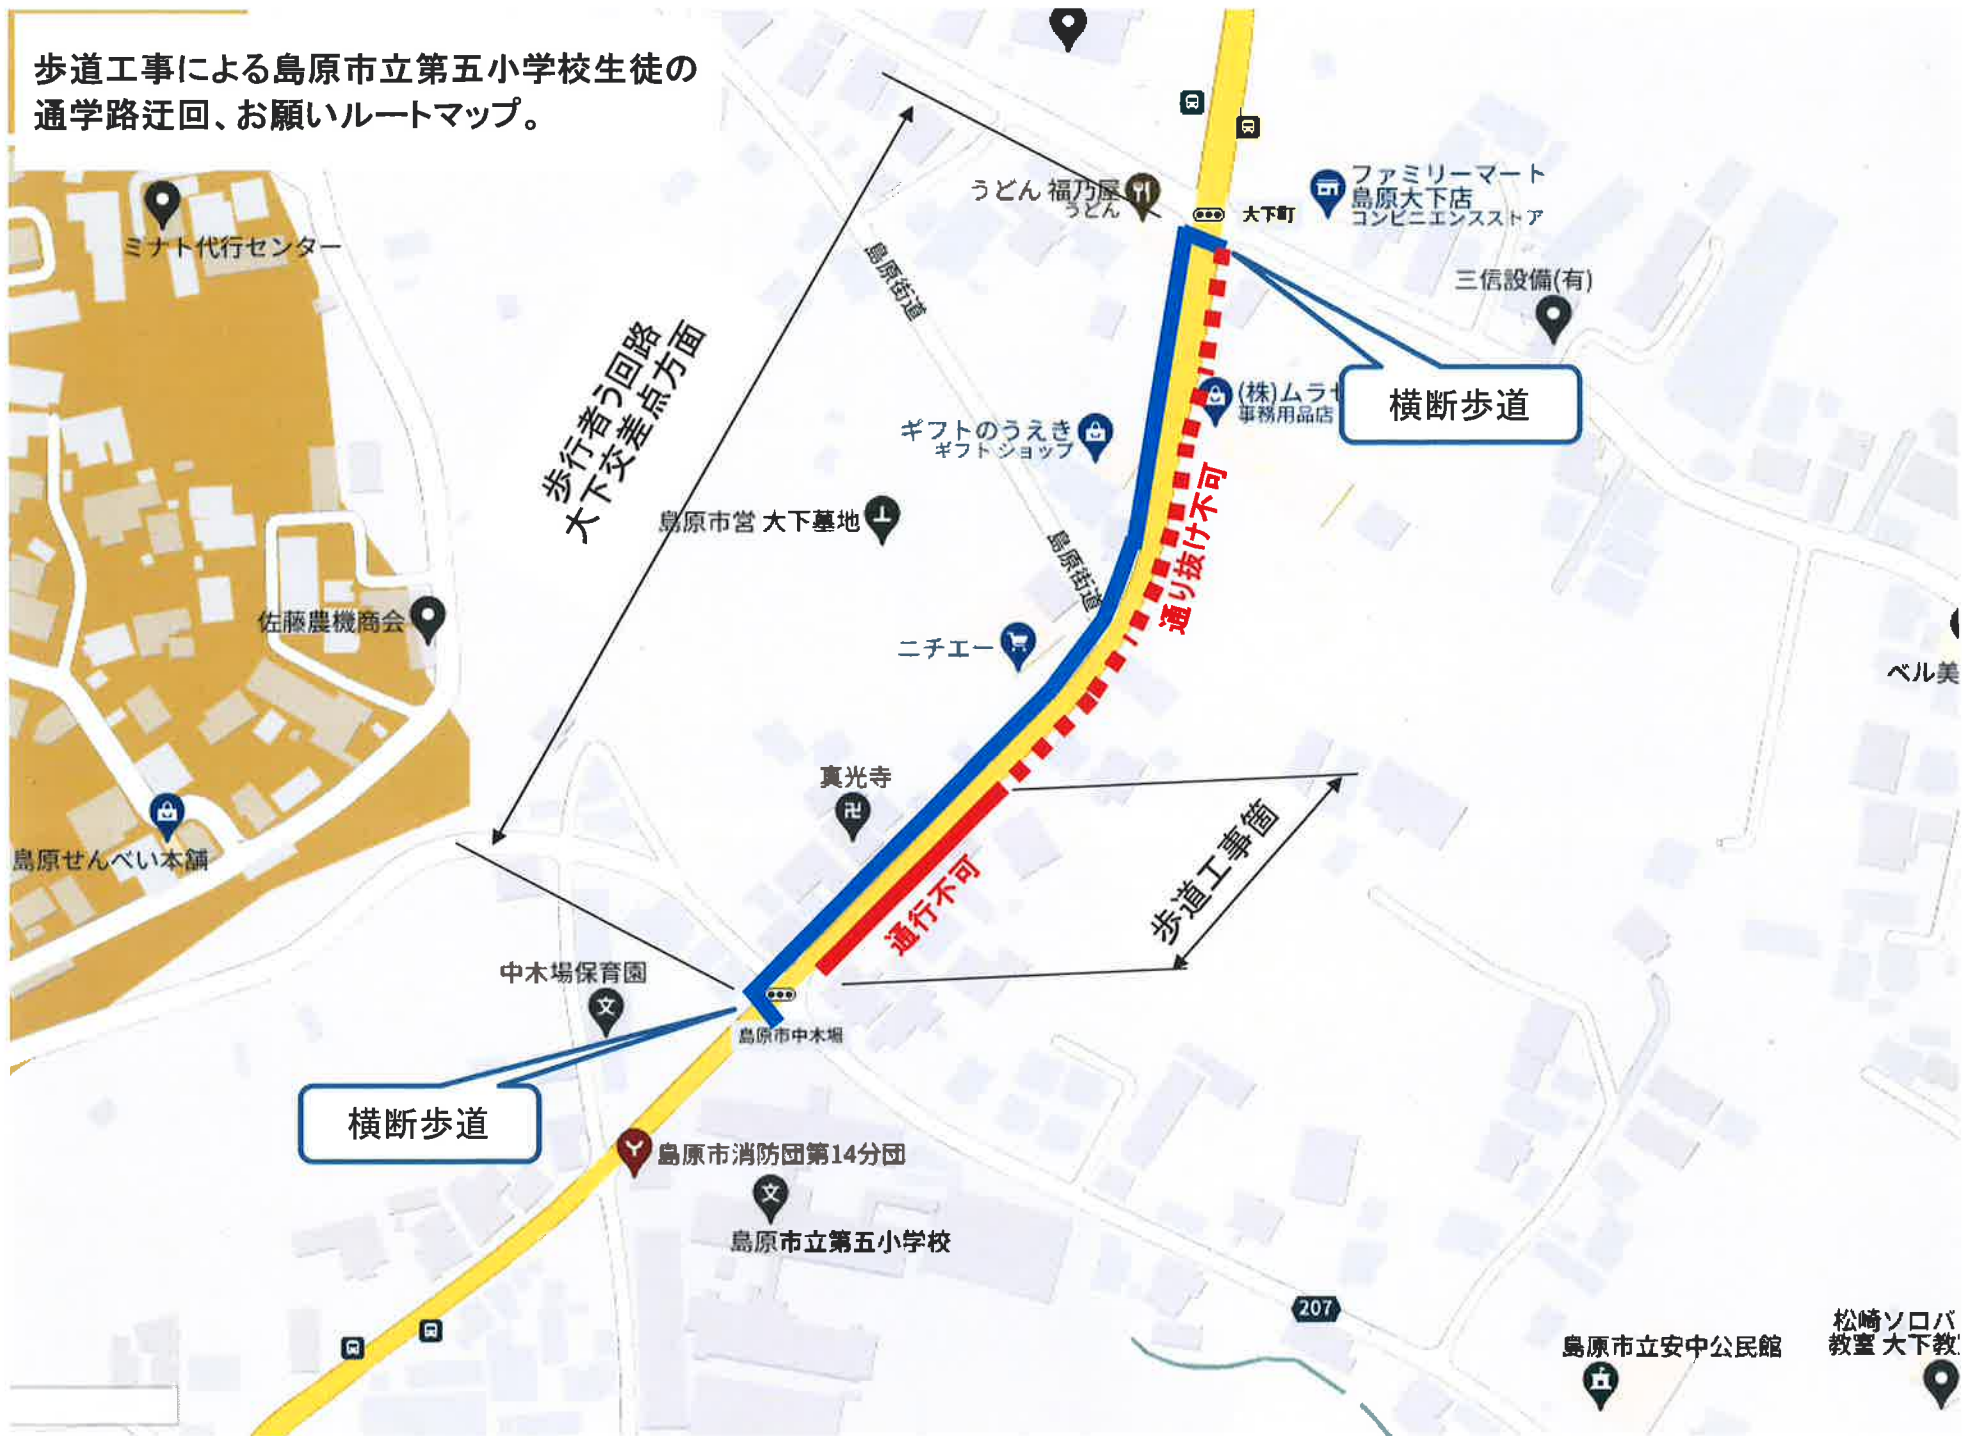 歩道工事による島原市立第五小学校生徒の
通学路迂回、お願いルートマップ。
ミナト代行センター
うどん 福乃屋
うどん
大下町
ファミリーマート
島原大下店
コンビニエンスストア
三信設備(有)
島原街道
歩行者う回路
大下交差点方面
(株)ムラセ
事務用品店
横断歩道
ギフトのうえき
ギフト ショップ
通り抜け不可
島原市営 大下墓地
島原街道
佐藤農機商会
ニチエー
ベル美
真光寺
歩道工事箇
島原せんべい本舗
通行不可
中木場保育園
島原市中木場
横断歩道
島原市消防団第14分団
島原市立第五小学校
207
島原市立安中公民館
松崎ソロバ
教室 大下教